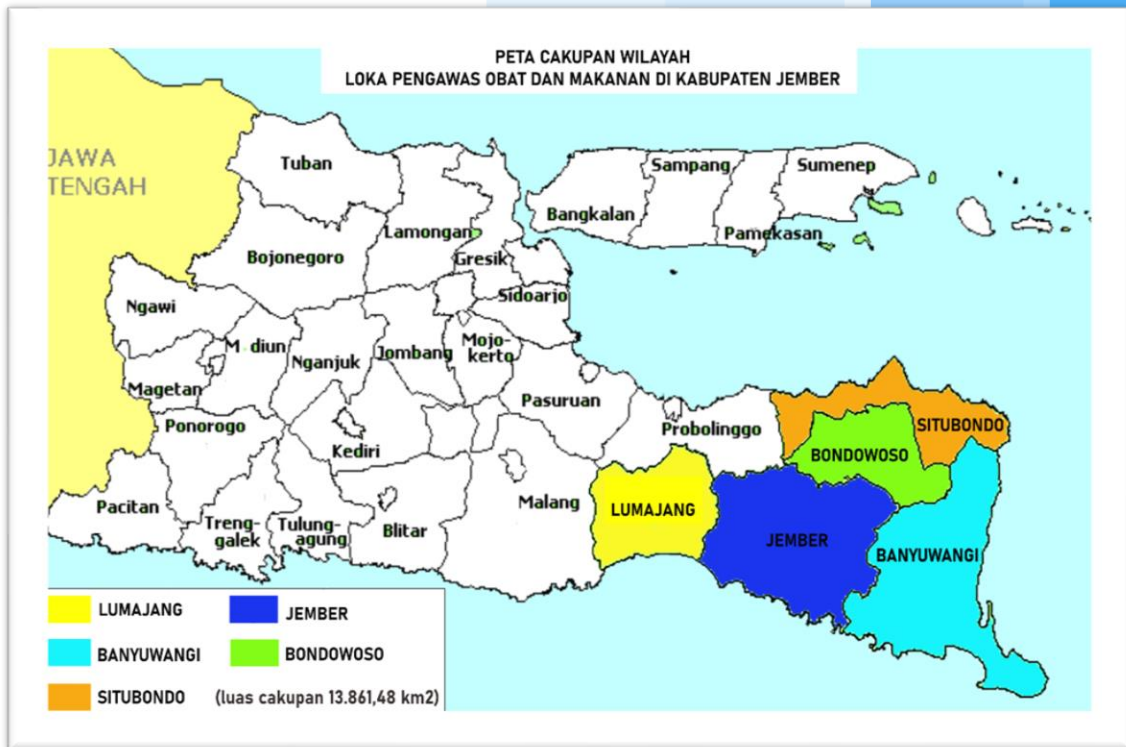 PETA CAKUPAN WILAYAH
LOKA PENGAWAS OBAT DAN MAKANAN DI KABUPATEN JEMBER
JAWA
TENGAH
Tuban
Bojonegoro
Lamongan
Gresik
Bangkalan
Sampang
Pamekasan
Sumenep
Sidoarjo
Ngawi
M diun
Nganjuk
Jombang
Mojo-
kerto
Magetan
Ponorogo
Kediri
Pasuruan
Probolinggo
SITUBONDO
BONDOWOSO
Pacitan
Treng-
galek
Tulung-
agung
Blitar
Malang
LUMAJANG
JEMBER
BANYUWANGI
LUMAJANG
JEMBER
BANYUWANGI
BONDOWOSO
SITUBONDO
(luas cakupan 13.861,48 km2)